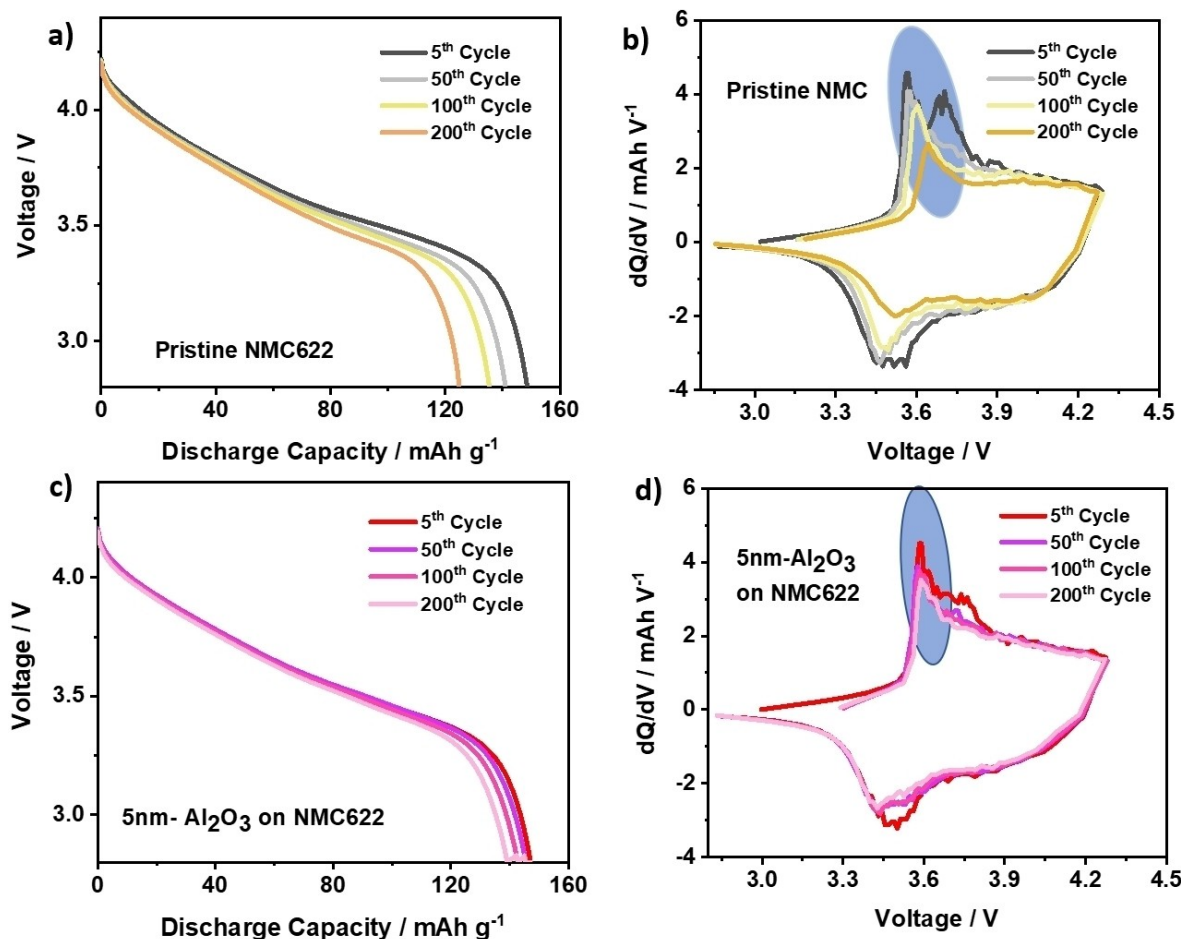 a)
5th Cycle
50th Cycle
100th Cycle
200th Cycle
Pristine NMC622
Voltage / V
4.0
3.5
3.0
0
40
80
120
160
Discharge Capacity / mAh g-1
b)
5th Cycle
50th Cycle
100th Cycle
200th Cycle
Pristine NMC
dQ/dV / mAh V-1
6
4
2
0
-2
-4
3.0
3.3
3.6
3.9
4.2
4.5
Voltage / V
c)
5th Cycle
50th Cycle
100th Cycle
200th Cycle
5nm- Al2O3 on NMC622
Voltage / V
4.0
3.5
3.0
0
40
80
120
160
Discharge Capacity / mAh g-1
d)
5th Cycle
50th Cycle
100th Cycle
200th Cycle
5nm-Al2O3
on NMC622
dQ/dV / mAh V-1
6
4
2
0
-2
-4
3.0
3.3
3.6
3.9
4.2
4.5
Voltage / V